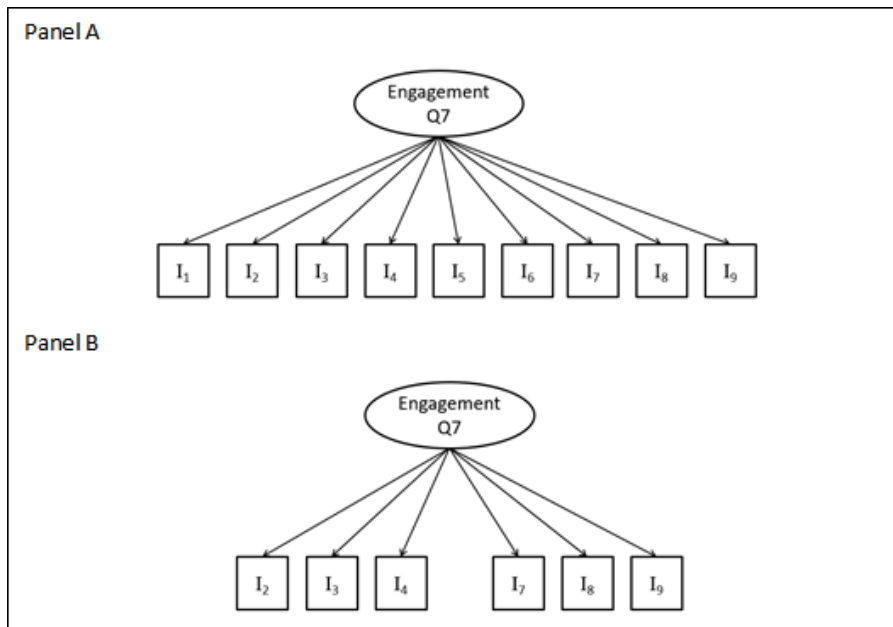 Panel A
Engagement
Q7
I₁ I₂ I₃ I₄ I₅ I₆ I₇ I₈ I₉
Panel B
Engagement
Q7
I₂ I₃ I₄ I₇ I₈ I₉